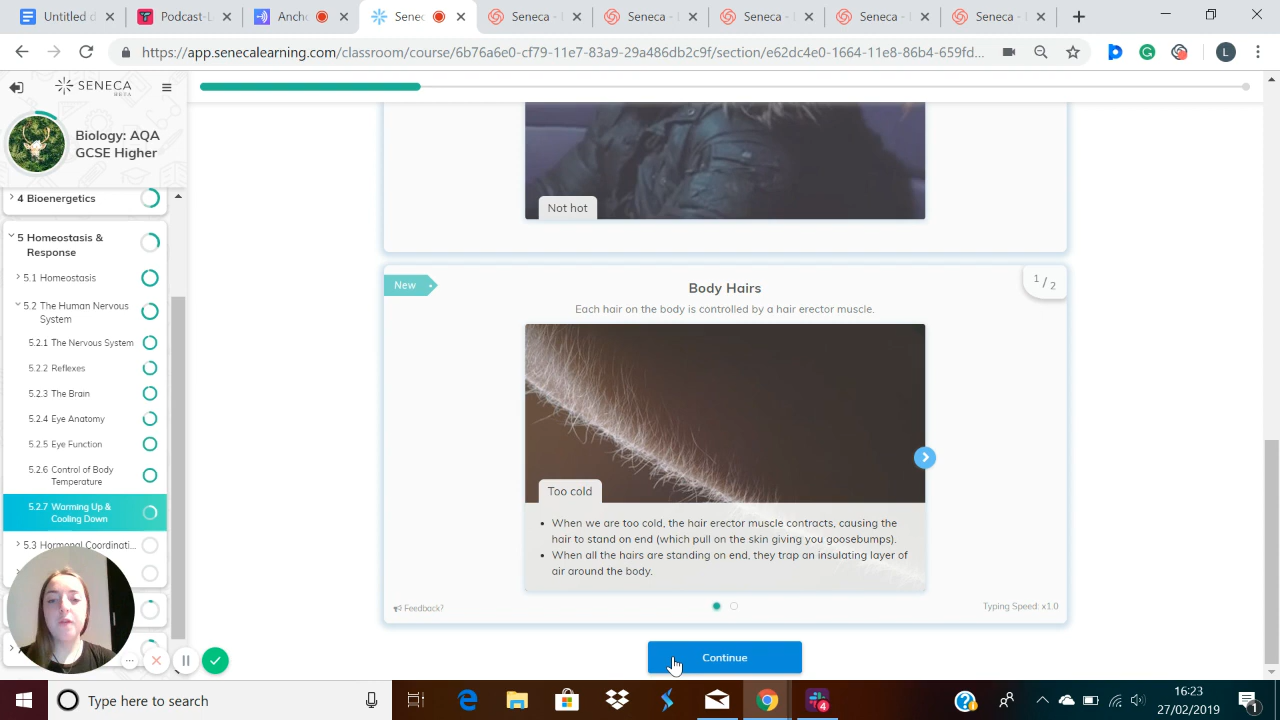 Untitled d
Podcast-L
Ancho
Senec
Seneca - 
Seneca - 
Seneca - 
Seneca - 
Seneca - 
https://app.senecalearning.com/classroom/course/6b76a6e0-cf79-11e7-83a9-29a486db2c9f/section/e62dc4e0-1664-11e8-86b4-659fd...
L
SENECA
BETA
Biology: AQA
GCSE Higher
4 Bioenergetics
5 Homeostasis &
Response
5.1 Homeostasis
5.2 The Human Nervous
System
5.2.1 The Nervous System
5.2.2 Reflexes
5.2.3 The Brain
5.2.4 Eye Anatomy
5.2.5 Eye Function
5.2.6 Control of Body
Temperature
5.2.7 Warming Up &
Cooling Down
5.3 Hormonal Coordinati...
Not hot
New
1 / 2
Body Hairs
Each hair on the body is controlled by a hair erector muscle.
Too cold
• When we are too cold, the hair erector muscle contracts, causing the
hair to stand on end (which pull on the skin giving you goosebumps).
• When all the hairs are standing on end, they trap an insulating layer of
air around the body.
Feedback?
Typing Speed: x1.0
Continue
Type here to search
4
16:23
27/02/2019
1